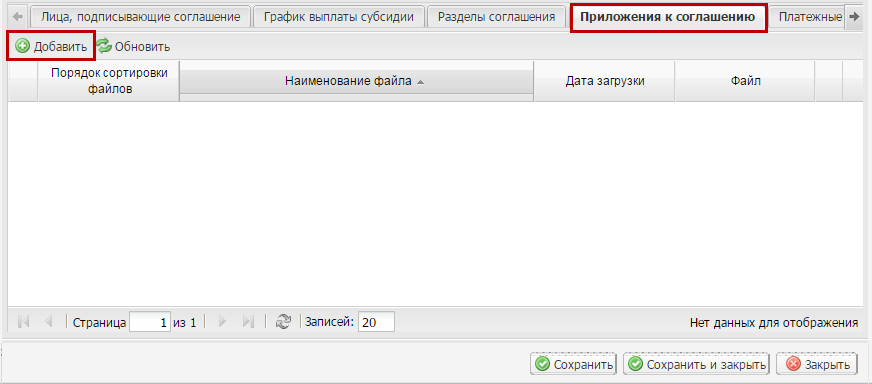 Лица, подписывающие соглашение График выплаты субсидии Разделы соглашения Приложения к соглашению Платежные
Добавить Обновить
Порядок сортировки файлов Наименование файла Дата загрузки Файл
Страница 1 из 1 Записей: 20 Нет данных для отображения
Сохранить Сохранить и закрыть Закрыть